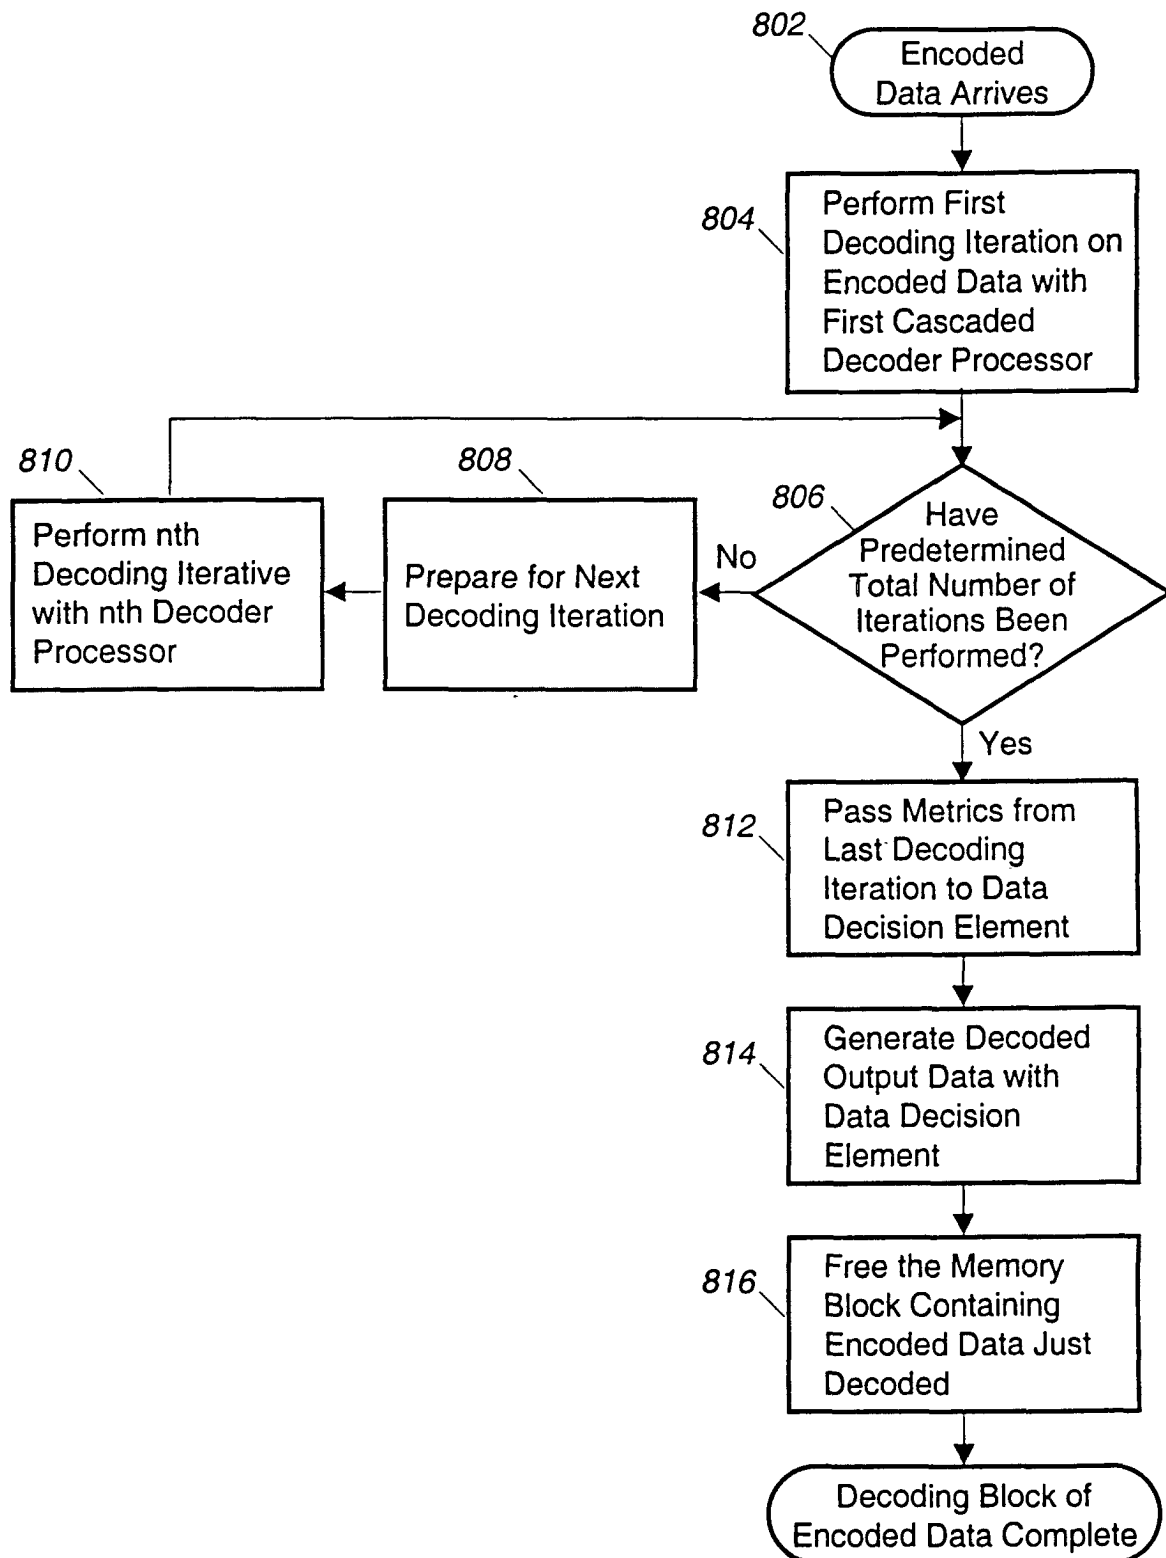 802
Encoded
Data Arrives
804
Perform First
Decoding Iteration on
Encoded Data with
First Cascaded
Decoder Processor
810
Perform nth
Decoding Iterative
with nth Decoder
Processor
808
Prepare for Next
Decoding Iteration
No
806
Have
Predetermined
Total Number of
Iterations Been
Performed?
Yes
812
Pass Metrics from
Last Decoding
Iteration to Data
Decision Element
814
Generate Decoded
Output Data with
Data Decision
Element
816
Free the Memory
Block Containing
Encoded Data Just
Decoded
Decoding Block of
Encoded Data Complete